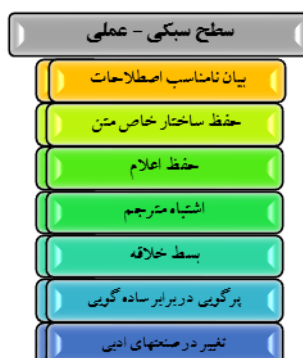 سطح سبکی - عملی
بیان نامناسب اصطلاحات
حفظ ساختار خاص متن
حفظ اعلام
اشتباه مترجم
بسط خلاقه
پرگویی در برابر ساده گویی
تغییر در صنعتهای ادبی